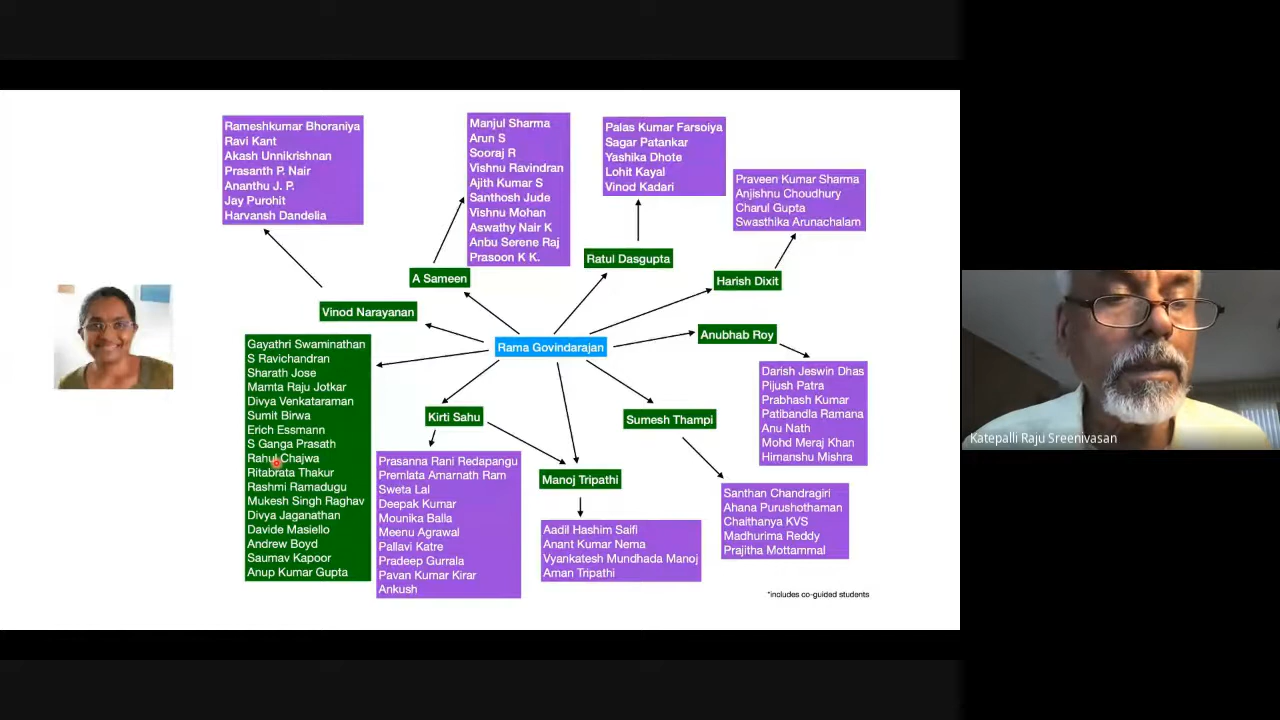 Rameshkumar Bhoraniya
Ravi Kant
Akash Unnikrishnan
Prasanth P. Nair
Ananthu J. P.
Jay Purohit
Harvansh Dandelia
Manjul Sharma
Arun S
Sooraj R
Vishnu Ravindran
Ajith Kumar S
Santhosh Jude
Vishnu Mohan
Aswathy Nair K
Anbu Serene Raj
Prasoon K K.
Palas Kumar Farsoiya
Sagar Patankar
Yashika Dhote
Lohit Kayal
Vinod Kadari
Praveen Kumar Sharma
Anjishnu Choudhury
Charul Gupta
Swasthika Arunachalam
A Sameen
Ratul Dasgupta
Harish Dixit
Vinod Narayanan
Rama Govindarajan
Anubhab Roy
Gayathri Swaminathan
S Ravichandran
Sharath Jose
Mamta Raju Jotkar
Divya Venkataraman
Sumit Birwa
Erich Essmann
S Ganga Prasath
Rahul Chajwa
Ritabrata Thakur
Rashmi Ramadugu
Mukesh Singh Raghav
Divya Jaganathan
Davide Masiello
Andrew Boyd
Saumav Kapoor
Anup Kumar Gupta
Kirti Sahu
Prasanna Rani Redapangu
Premlata Amarnath Ram
Sweta Lal
Deepak Kumar
Mounika Balla
Meenu Agrawal
Pallavi Katre
Pradeep Gurrala
Pavan Kumar Kirar
Ankush
Manoj Tripathi
Aadil Hashim Saifi
Anant Kumar Nema
Vyankatesh Mundhada Manoj
Aman Tripathi
Sumesh Thampi
Santhan Chandragiri
Ahana Purushothaman
Chaithanya KVS
Madhurima Reddy
Prajitha Mottammal
Darish Jeswin Dhas
Pijush Patra
Prabhash Kumar
Patibandla Ramana
Anu Nath
Mohd Meraj Khan
Himanshu Mishra
*includes co-guided students
Katepalli Raju Sreenivasan